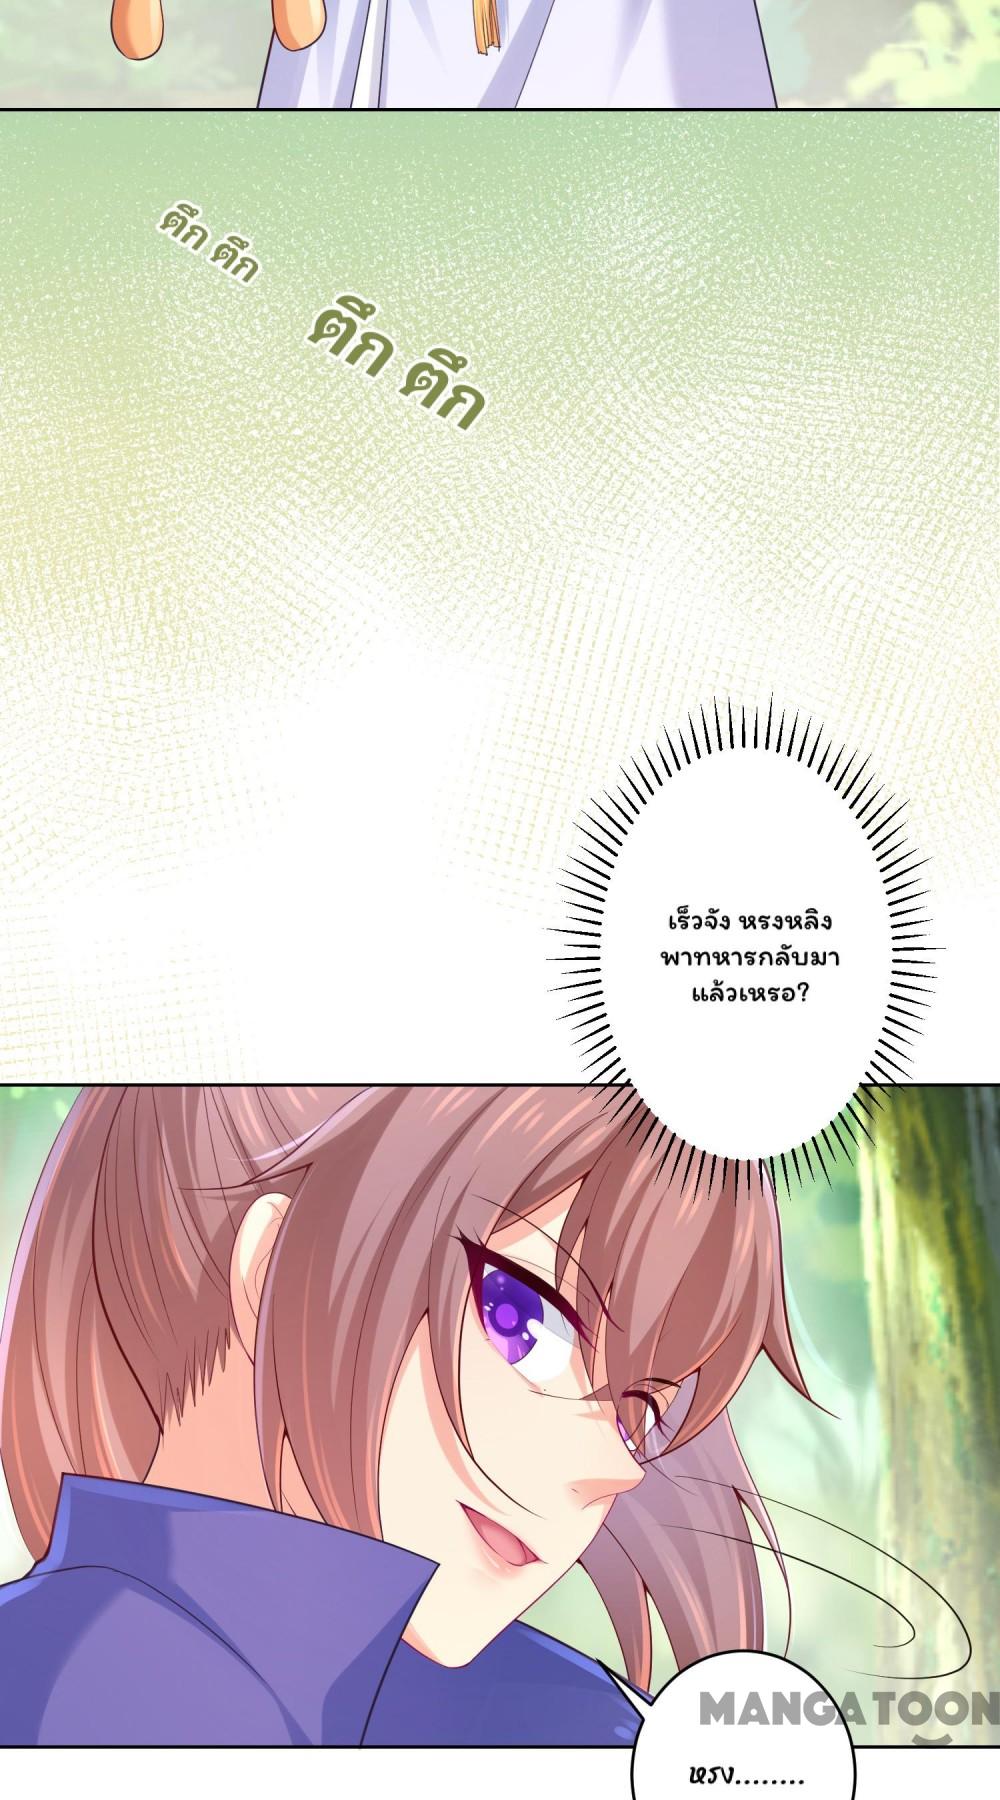 ตึก ตึก
ตึก ตึก
เร็วจัง หรงหลิง
พาทหารกลับมา
แล้วเหรอ?
MANGATOON
หรง........